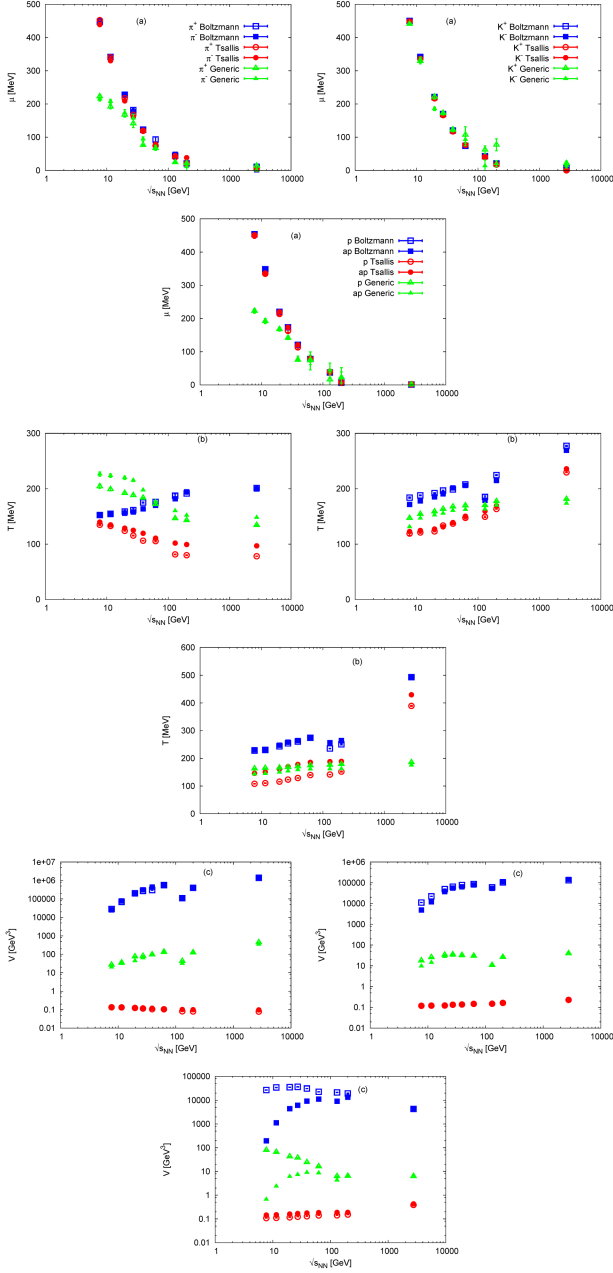 (a)
π⁺ Boltzmann
π⁻ Boltzmann
π⁺ Tsallis
π⁻ Tsallis
π⁺ Generic
π⁻ Generic
μ [MeV]
500
400
300
200
100
0
1 10 100 1000 10000
√sNN [GeV]
(a)
K⁺ Boltzmann
K⁻ Boltzmann
K⁺ Tsallis
K⁻ Tsallis
K⁺ Generic
K⁻ Generic
μ [MeV]
500
400
300
200
100
0
1 10 100 1000 10000
√sNN [GeV]
(a)
p Boltzmann
ap Boltzmann
p Tsallis
ap Tsallis
p Generic
ap Generic
μ [MeV]
500
400
300
200
100
0
1 10 100 1000 10000
√sNN [GeV]
(b)
T [MeV]
300
200
100
0
1 10 100 1000 10000
√sNN [GeV]
(b)
T [MeV]
300
200
100
0
1 10 100 1000 10000
√sNN [GeV]
(b)
T [MeV]
600
500
400
300
200
100
0
1 10 100 1000 10000
√sNN [GeV]
(c)
V [GeV³]
1e+07
1e+06
100000
10000
1000
100
10
1
0.1
0.01
1 10 100 1000 10000
√sNN [GeV]
(c)
V [GeV³]
1e+06
100000
10000
1000
100
10
1
0.1
0.01
1 10 100 1000 10000
√sNN [GeV]
(c)
V [GeV³]
100000
10000
1000
100
10
1
0.1
0.01
1 10 100 1000 10000
√sNN [GeV]